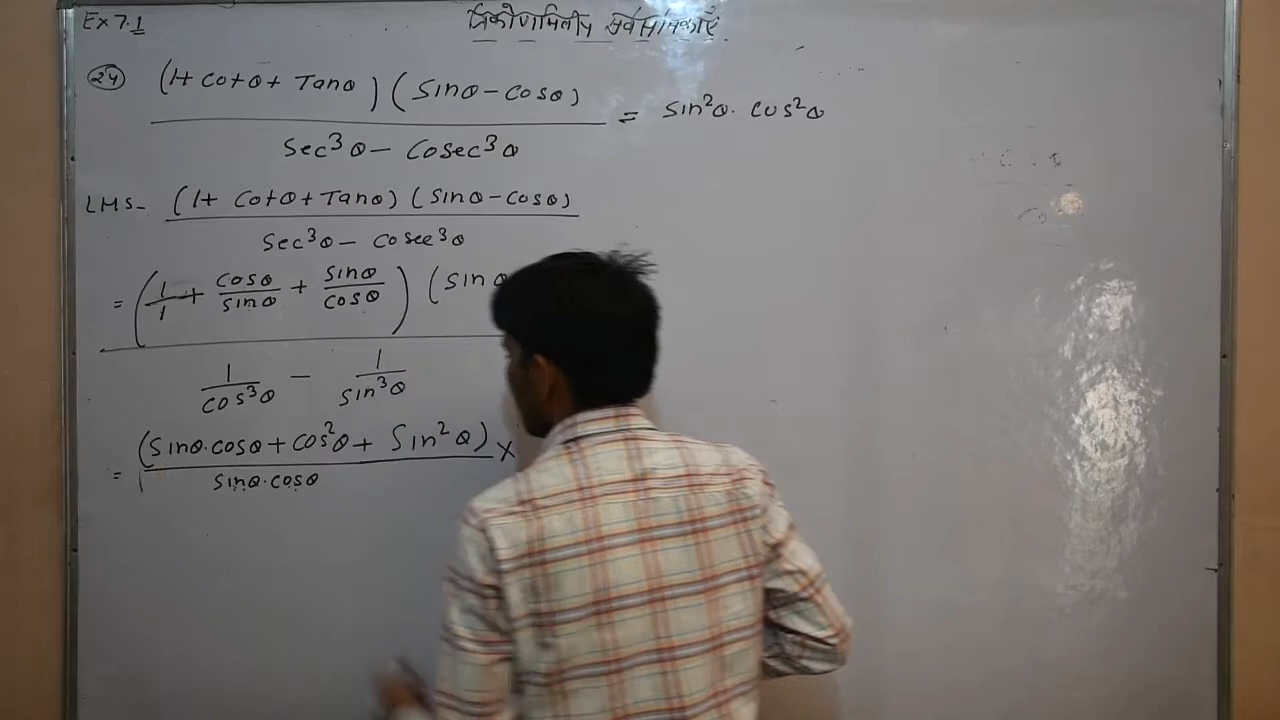 Ex 7.1
त्रिकोणमितीय सर्वसमिकाएँ
(24) (1+ Cotθ + Tanθ) (Sinθ - Cosθ)
Sec³θ - Cosec³θ
= Sin²θ. Cos²θ
LHS- (1+ Cotθ + Tanθ) (Sinθ - Cosθ)
Sec³θ - Cosec³θ
= (1/1 + Cosθ/Sinθ + Sinθ/Cosθ) (Sinθ
1/Cos³θ - 1/Sin³θ
= (Sinθ.Cosθ + Cos²θ + Sin²θ) ×
Sinθ.Cosθ